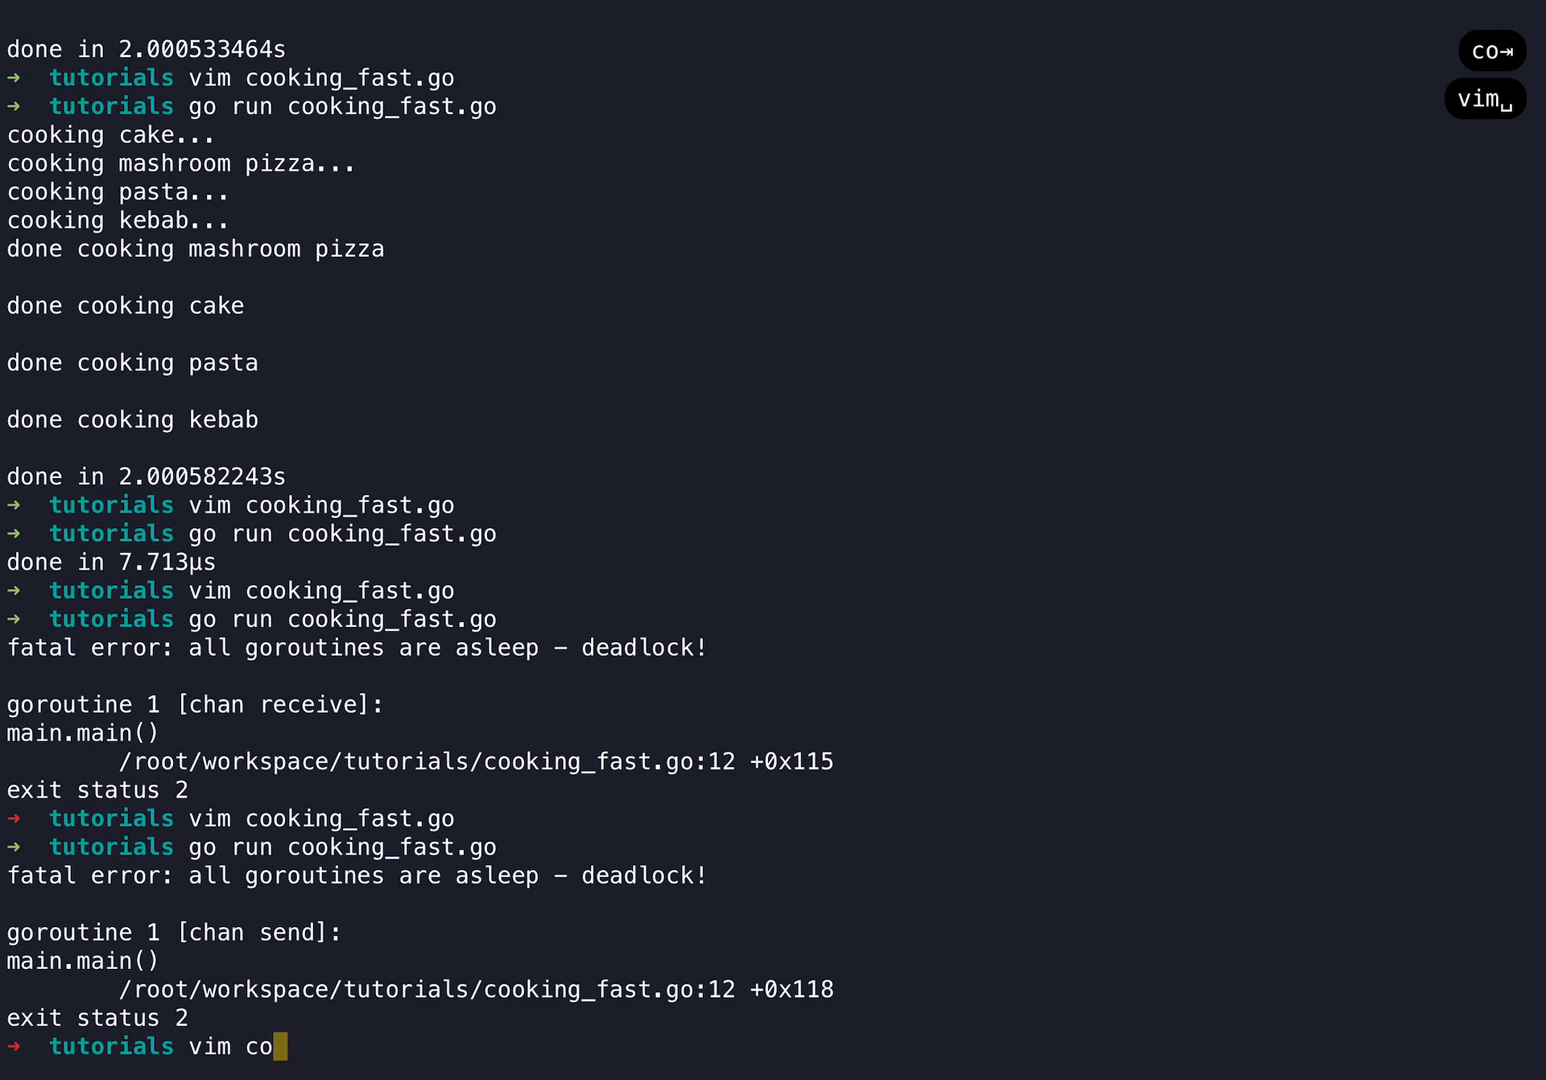 done in 2.000533464s
→ tutorials vim cooking_fast.go
→ tutorials go run cooking_fast.go
cooking cake...
cooking mashroom pizza...
cooking pasta...
cooking kebab...
done cooking mashroom pizza
done cooking cake
done cooking pasta
done cooking kebab
done in 2.000582243s
→ tutorials vim cooking_fast.go
→ tutorials go run cooking_fast.go
done in 7.713µs
→ tutorials vim cooking_fast.go
→ tutorials go run cooking_fast.go
fatal error: all goroutines are asleep - deadlock!
goroutine 1 [chan receive]:
main.main()
/root/workspace/tutorials/cooking_fast.go:12 +0x115
exit status 2
→ tutorials vim cooking_fast.go
→ tutorials go run cooking_fast.go
fatal error: all goroutines are asleep - deadlock!
goroutine 1 [chan send]:
main.main()
/root/workspace/tutorials/cooking_fast.go:12 +0x118
exit status 2
→ tutorials vim co
co⇥
vim␣